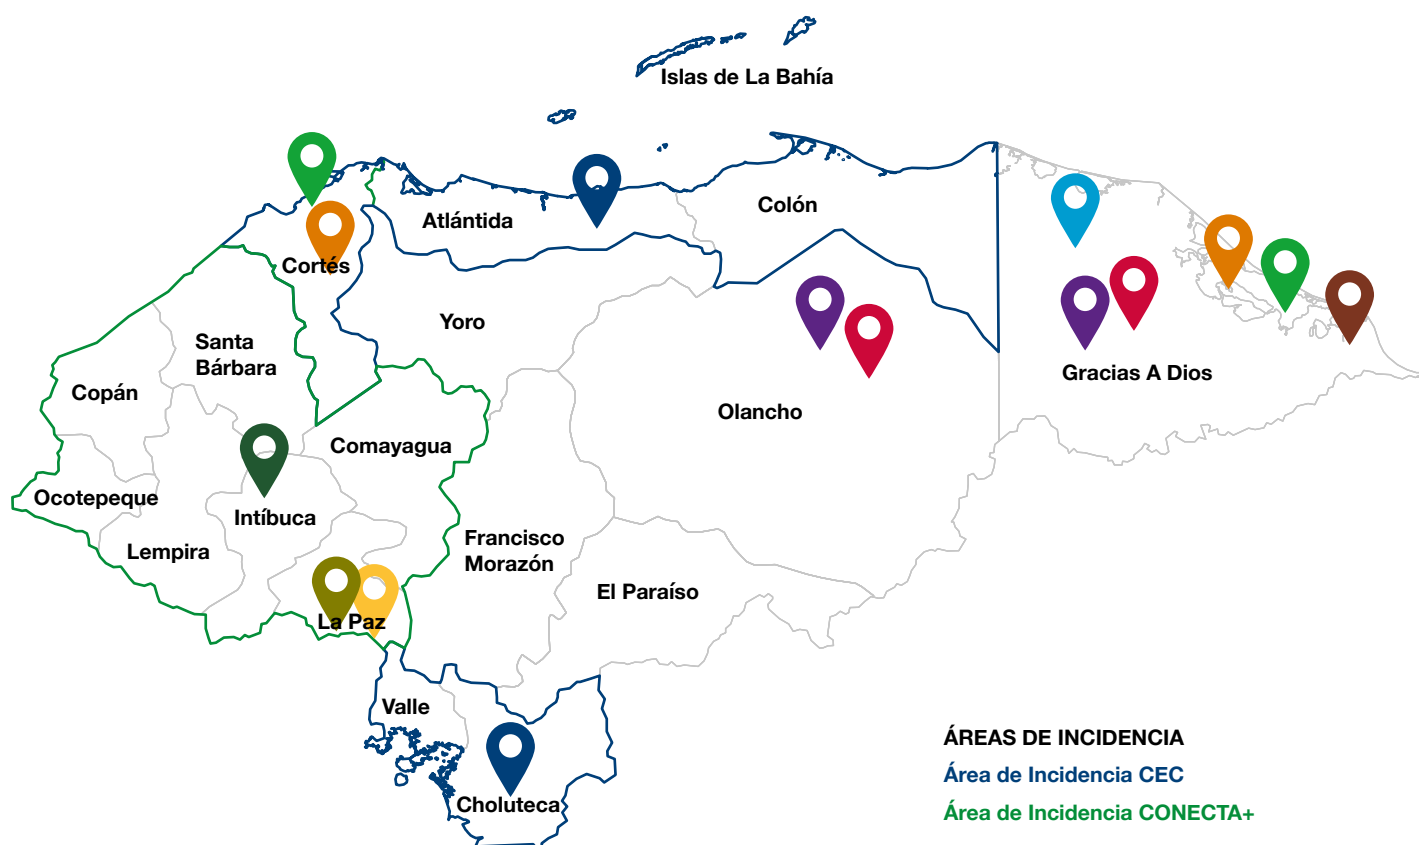 Islas de La Bahía
Atlántida
Colón
Cortés
Yoro
Santa
Bárbara
Copán
Gracias A Dios
Olancho
Comayagua
Ocotepeque
Intíbuca
Lempira
Francisco
Morazón
El Paraíso
La Paz
Valle
Choluteca
ÁREAS DE INCIDENCIA
Área de Incidencia CEC
Área de Incidencia CONECTA+